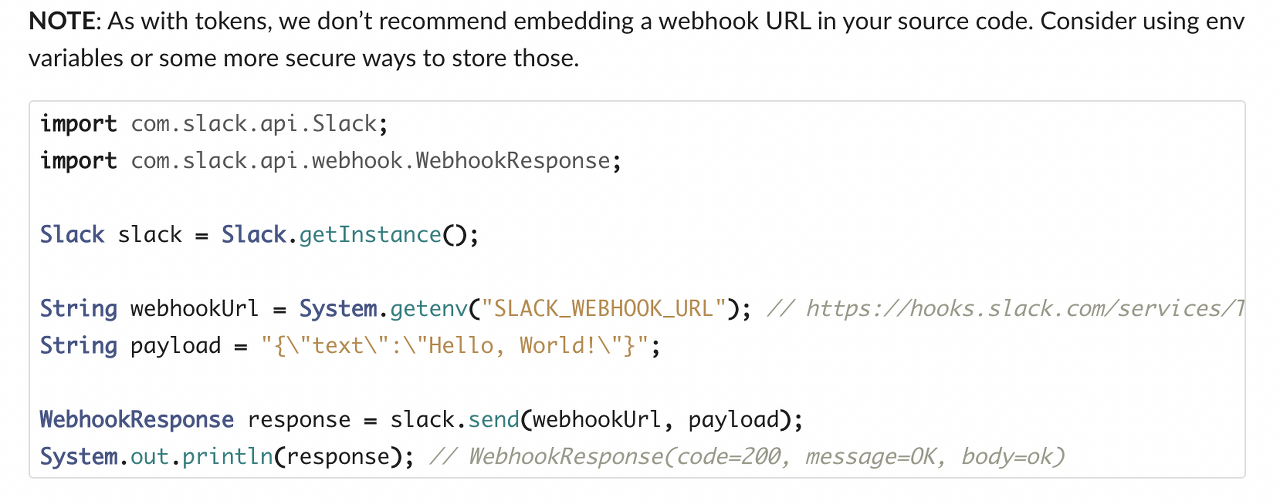 NOTE: As with tokens, we don’t recommend embedding a webhook URL in your source code. Consider using env
variables or some more secure ways to store those.
import com.slack.api.Slack;
import com.slack.api.webhook.WebhookResponse;
Slack slack = Slack.getInstance();
String webhookUrl = System.getenv("SLACK_WEBHOOK_URL"); // https://hooks.slack.com/services/T
String payload = "{\"text\":\"Hello, World!\"}";
WebhookResponse response = slack.send(webhookUrl, payload);
System.out.println(response); // WebhookResponse(code=200, message=OK, body=ok)